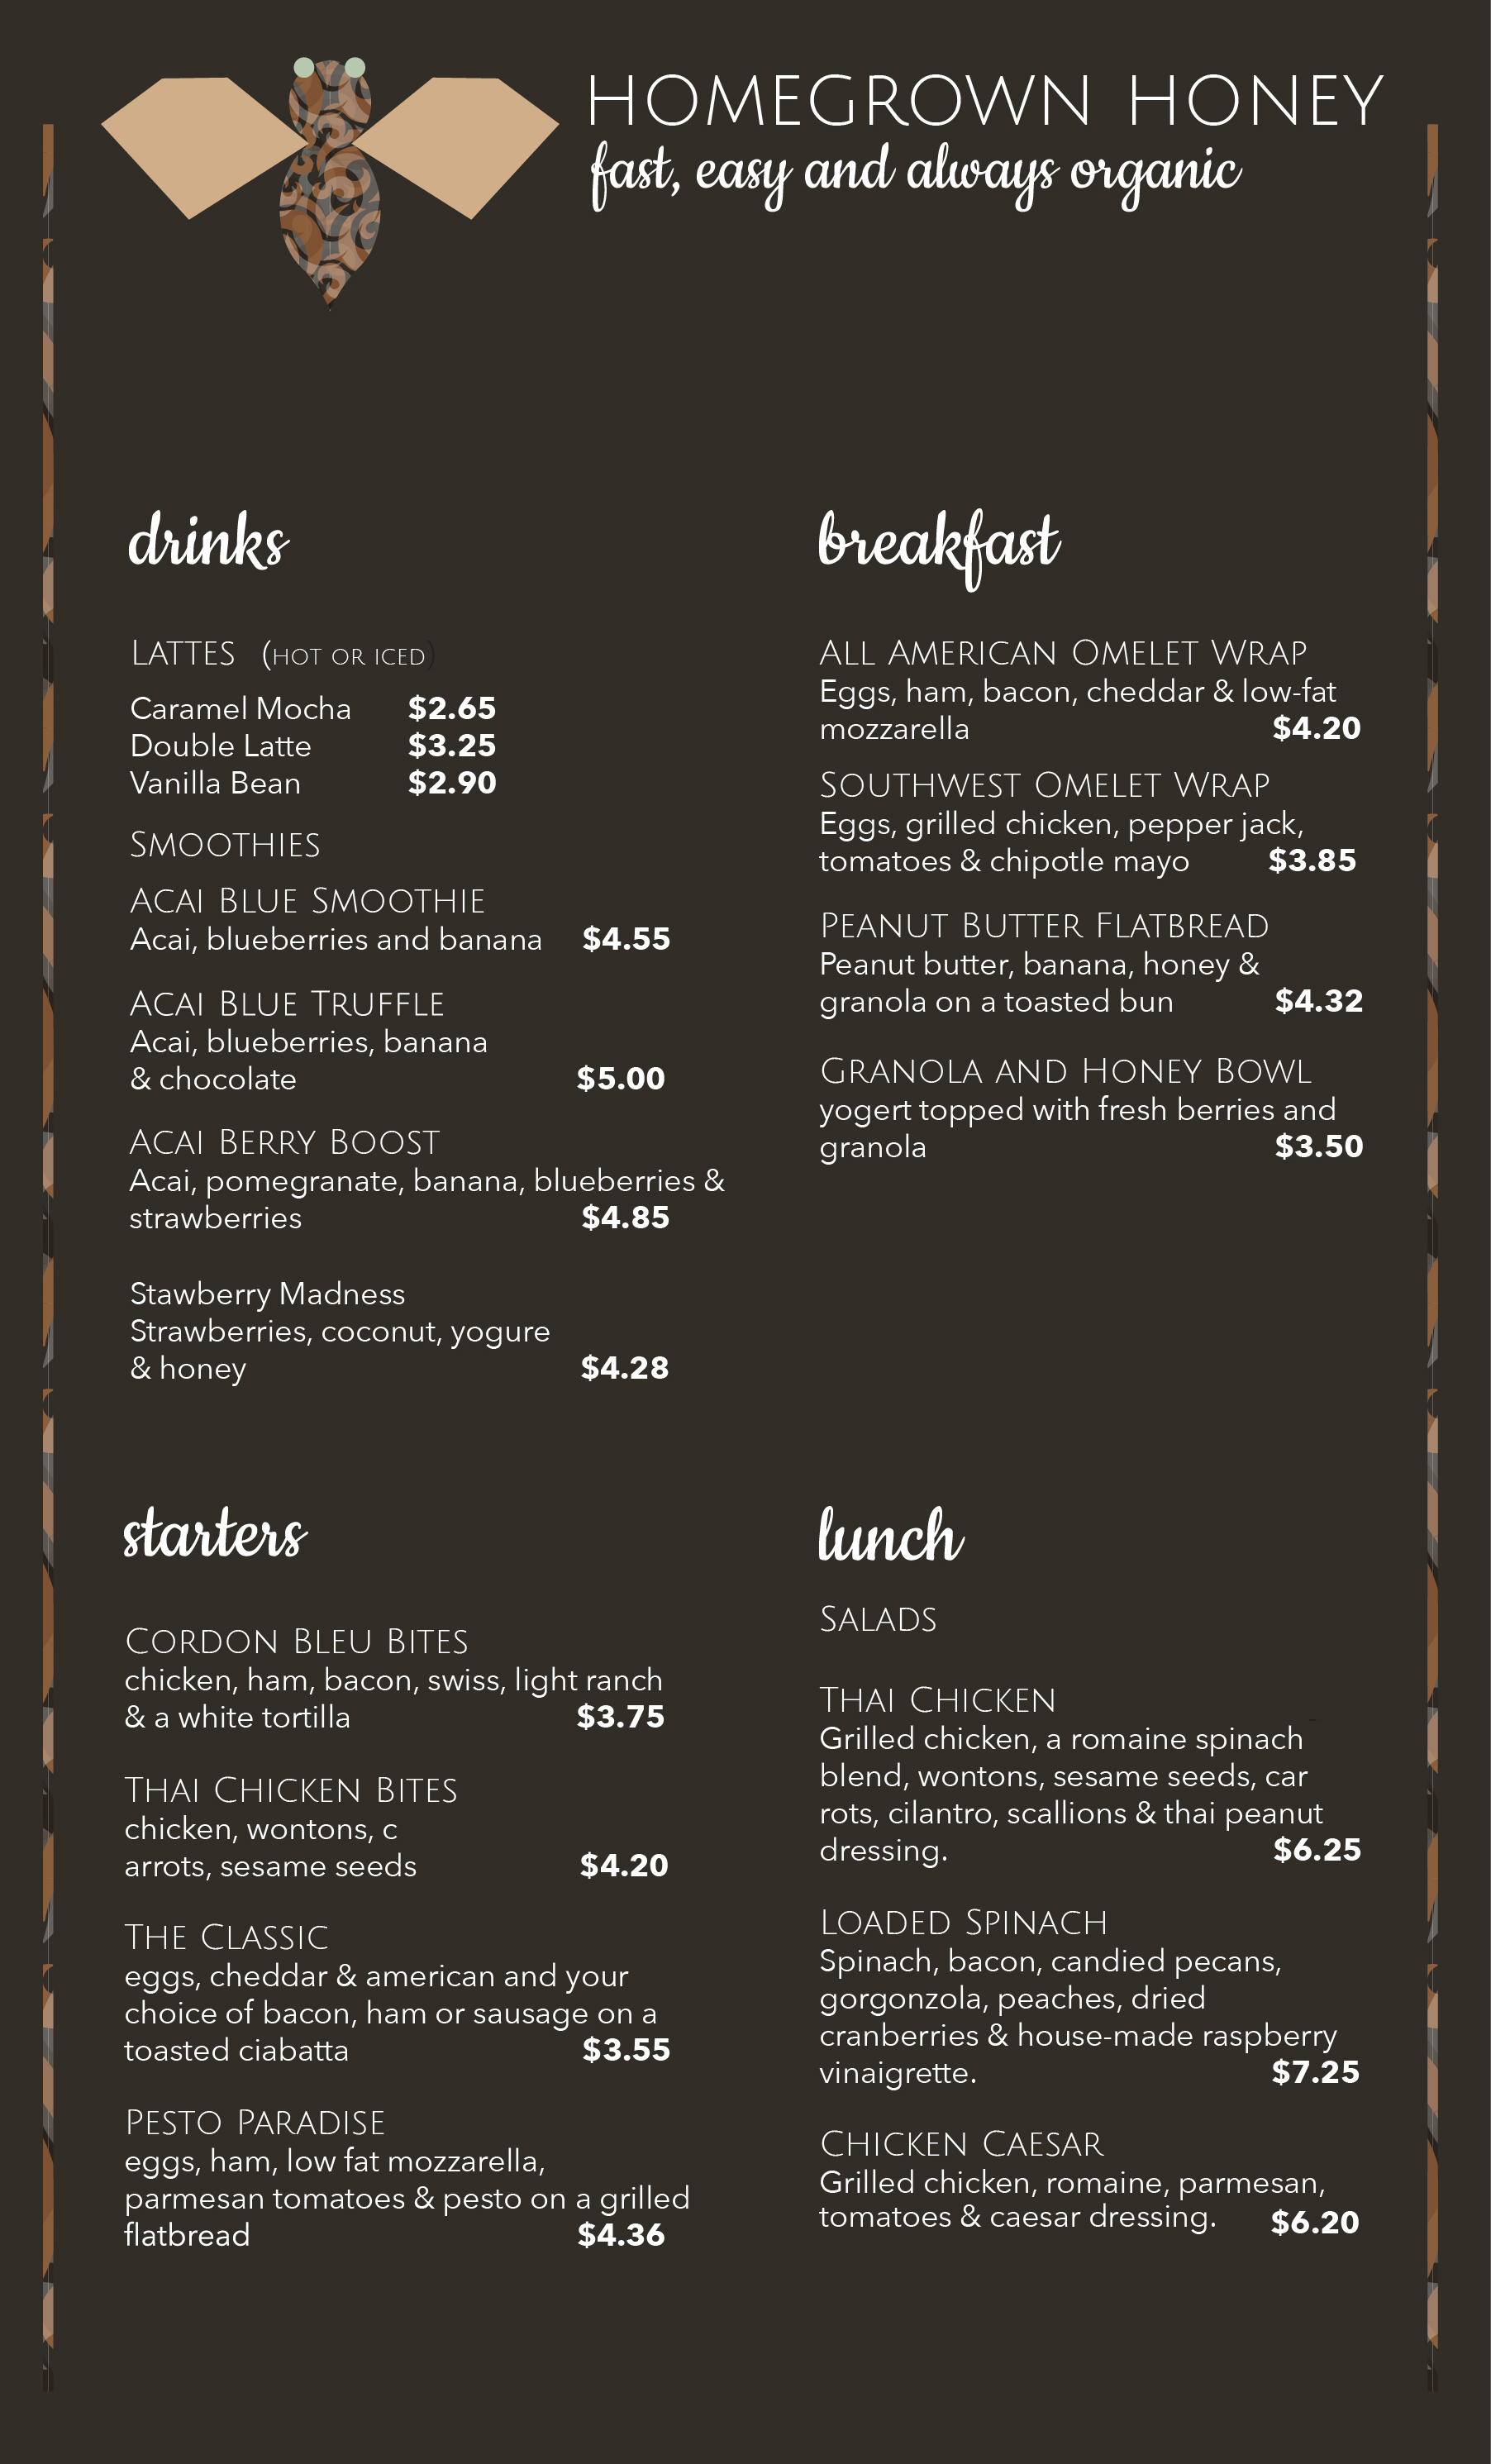 HOMEGROWN HONEY
fast, easy and always organic
drinks
Lattes (hot or iced)
Caramel Mocha $2.65
Double Latte $3.25
Vanilla Bean $2.90
Smoothies
Acai Blue Smoothie
Acai, blueberries and banana $4.55
Acai Blue Truffle
Acai, blueberries, banana
& chocolate $5.00
Acai Berry Boost
Acai, pomegranate, banana, blueberries &
strawberries $4.85
Stawberry Madness
Strawberries, coconut, yogure
& honey $4.28
breakfast
All American Omelet Wrap
Eggs, ham, bacon, cheddar & low-fat
mozzarella $4.20
Southwest Omelet Wrap
Eggs, grilled chicken, pepper jack,
tomatoes & chipotle mayo $3.85
Peanut Butter Flatbread
Peanut butter, banana, honey &
granola on a toasted bun $4.32
Granola and Honey Bowl
yogert topped with fresh berries and
granola $3.50
starters
Cordon Bleu Bites
chicken, ham, bacon, swiss, light ranch
& a white tortilla $3.75
Thai Chicken Bites
chicken, wontons, c
arrots, sesame seeds $4.20
The Classic
eggs, cheddar & american and your
choice of bacon, ham or sausage on a
toasted ciabatta $3.55
Pesto Paradise
eggs, ham, low fat mozzarella,
parmesan tomatoes & pesto on a grilled
flatbread $4.36
lunch
Salads
Thai Chicken
Grilled chicken, a romaine spinach
blend, wontons, sesame seeds, car
rots, cilantro, scallions & thai peanut
dressing. $6.25
Loaded Spinach
Spinach, bacon, candied pecans,
gorgonzola, peaches, dried
cranberries & house-made raspberry
vinaigrette. $7.25
Chicken Caesar
Grilled chicken, romaine, parmesan,
tomatoes & caesar dressing. $6.20